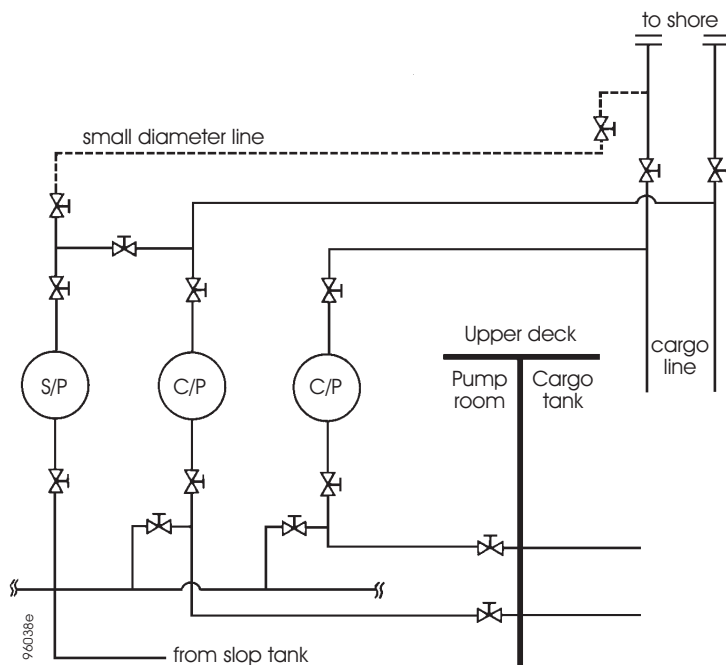 to shore
small diameter line
Upper deck
Pump room
Cargo tank
cargo line
S/P
C/P
C/P
from slop tank
96038e